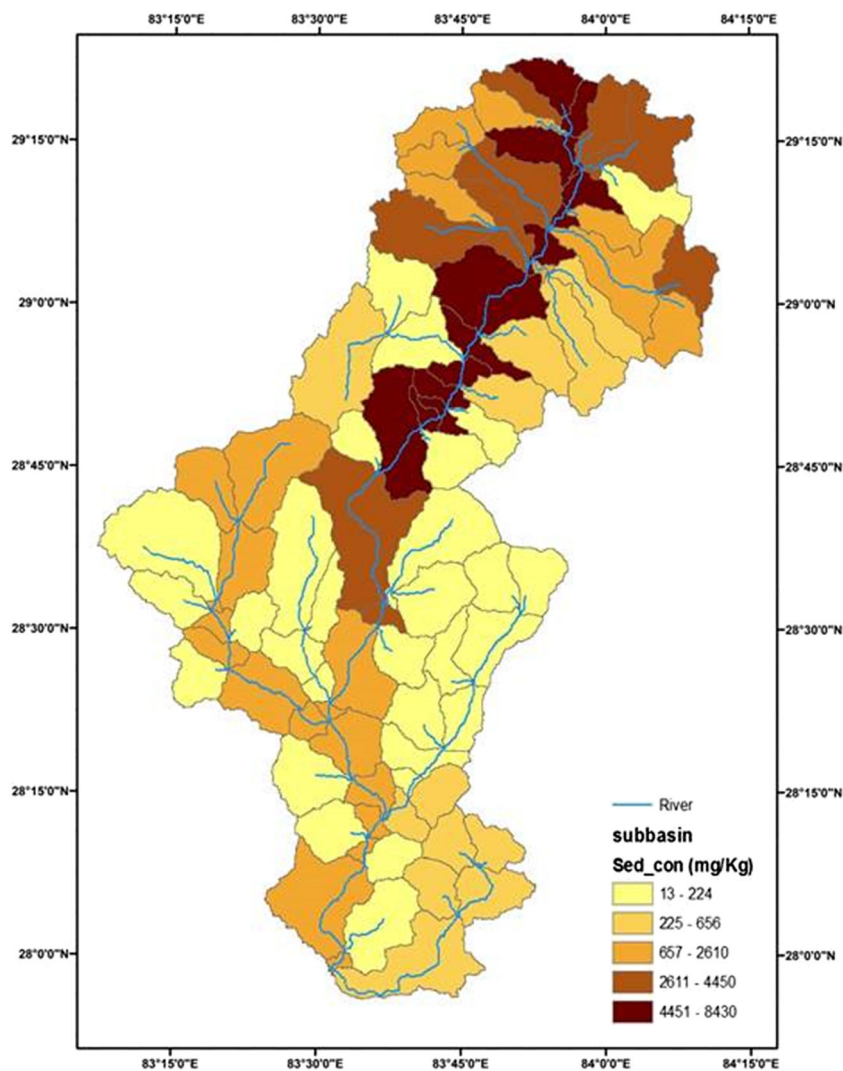 83°15'0"E 83°30'0"E 83°45'0"E 84°0'0"E 84°15'0"E
29°15'0"N 29°15'0"N
29°0'0"N 29°0'0"N
28°45'0"N 28°45'0"N
28°30'0"N 28°30'0"N
28°15'0"N 28°15'0"N
28°0'0"N 28°0'0"N
River
subbasin
Sed_con (mg/Kg)
13 - 224
225 - 656
657 - 2610
2611 - 4450
4451 - 8430
83°15'0"E 83°30'0"E 83°45'0"E 84°0'0"E 84°15'0"E